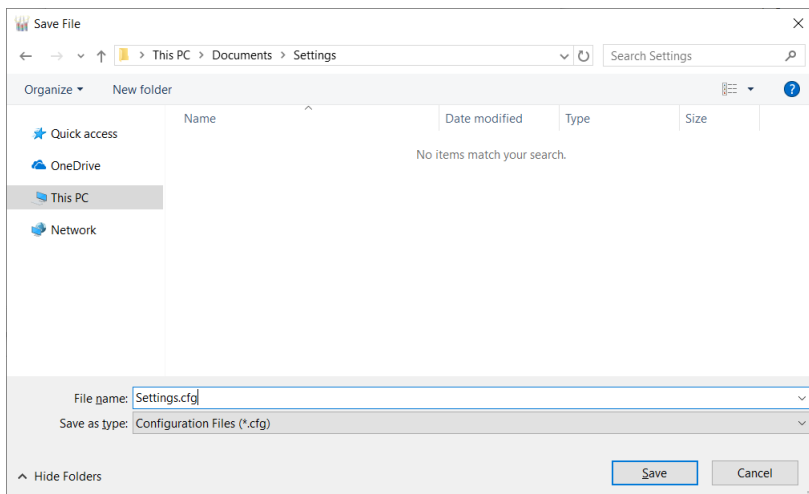 Save File
This PC > Documents > Settings
Search Settings
Organize
New folder
?
Name
Date modified
Type
Size
No items match your search.
Quick access
OneDrive
This PC
Network
File name: Settings.cfg
Save as type: Configuration Files (*.cfg)
Hide Folders
Save
Cancel